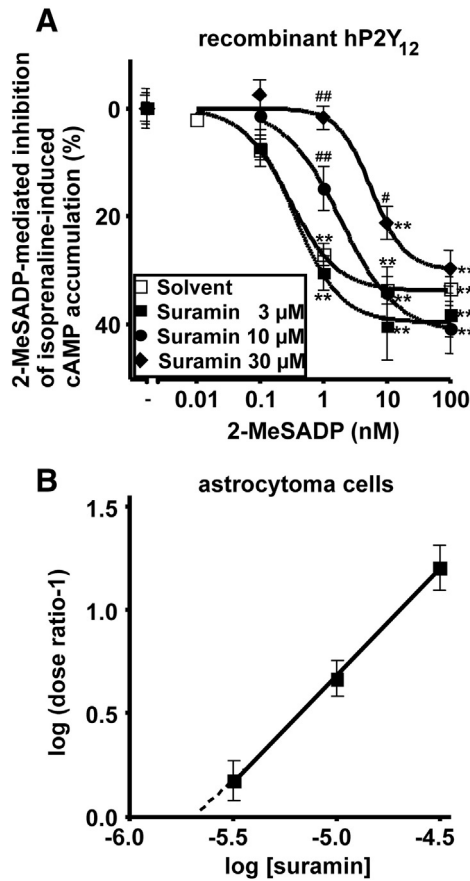 A
recombinant hP2Y12
2-MeSADP-mediated inhibition
of isoprenaline-induced
cAMP accumulation (%)
0
20
40
## 
##
#
**
**
**
**
**
**
**
**
**
Solvent
Suramin 3 µM
Suramin 10 µM
Suramin 30 µM
- 0.01 0.1 1 10 100
2-MeSADP (nM)
B
astrocytoma cells
log (dose ratio-1)
1.5
1.0
0.5
0.0
-6.0 -5.5 -5.0 -4.5
log [suramin]